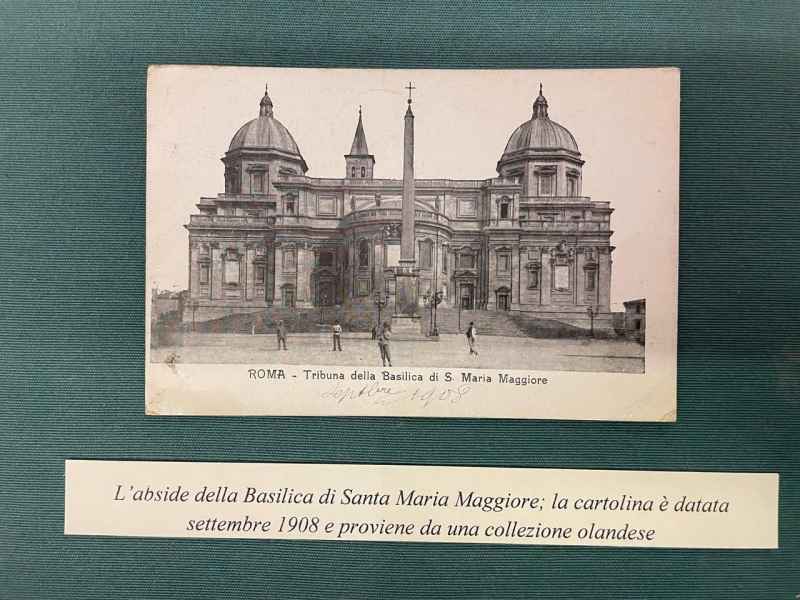 ROMA - Tribuna della Basilica di S. Maria Maggiore
septbre 1908
L'abside della Basilica di Santa Maria Maggiore; la cartolina è datata
settembre 1908 e proviene da una collezione olandese